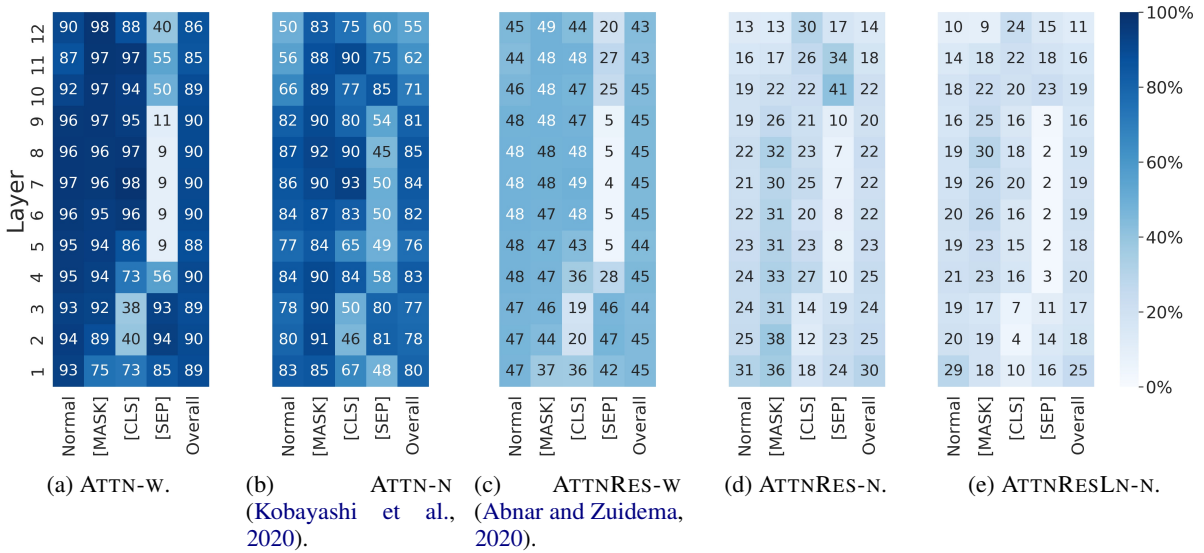 12 90 98 88 40 86 50 83 75 60 55 45 49 44 20 43 13 13 30 17 14 10 9 24 15 11 100%
11 87 97 97 55 85 56 88 90 75 62 44 48 48 27 43 16 17 26 34 18 14 18 22 18 16
10 92 97 94 50 89 66 89 77 85 71 46 48 47 25 45 19 22 22 41 22 18 22 20 23 19 80%
9 96 97 95 11 90 82 90 80 54 81 48 48 47 5 45 19 26 21 10 20 16 25 16 3 16
8 96 96 97 9 90 87 92 90 45 85 48 48 48 5 45 22 32 23 7 22 19 30 18 2 19 60%
7 97 96 98 9 90 86 90 93 50 84 48 48 49 4 45 21 30 25 7 22 19 26 20 2 19
Layer
6 96 95 96 9 90 84 87 83 50 82 48 47 48 5 45 22 31 20 8 22 20 26 16 2 19
5 95 94 86 9 88 77 84 65 49 76 48 47 43 5 44 23 31 23 8 23 19 23 15 2 18 40%
4 95 94 73 56 90 84 90 84 58 83 48 47 36 28 45 24 33 27 10 25 21 23 16 3 20
3 93 92 38 93 89 78 90 50 80 77 47 46 19 46 44 24 31 14 19 24 19 17 7 11 17 20%
2 94 89 40 94 90 80 91 46 81 78 47 44 20 47 45 25 38 12 23 25 20 19 4 14 18
1 93 75 73 85 89 83 85 67 48 80 47 37 36 42 45 31 36 18 24 30 29 18 10 16 25 0%
Normal [MASK] [CLS] [SEP] Overall Normal [MASK] [CLS] [SEP] Overall Normal [MASK] [CLS] [SEP] Overall Normal [MASK] [CLS] [SEP] Overall Normal [MASK] [CLS] [SEP] Overall
(a) ATTN-W.
(b) ATTN-N
(Kobayashi et al.,
2020).
(c) ATTNRES-W
(Abnar and Zuidema,
2020).
(d) ATTNRES-N.
(e) ATTNRESLN-N.